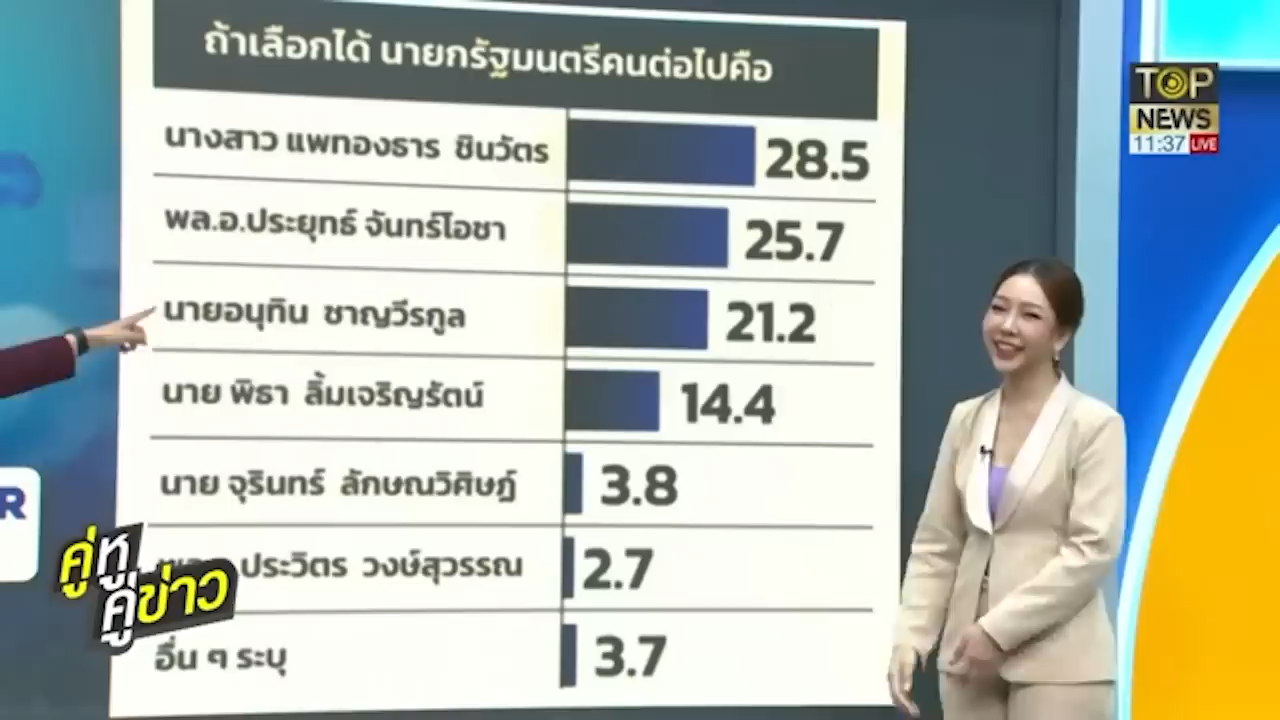 ถ้าเลือกได้ นายกรัฐมนตรีคนต่อไปคือ
นางสาว แพทองธาร ชินวัตร 28.5
พล.อ.ประยุทธ์ จันทร์โอชา 25.7
นายอนุทิน ชาญวีรกูล 21.2
นาย พิธา ลิ้มเจริญรัตน์ 14.4
นาย จุรินทร์ ลักษณวิศิษฏ์ 3.8
ประวิตร วงษ์สุวรรณ 2.7
อื่น ๆ ระบุ 3.7
TOP
NEWS
11:37 LIVE
R
คู่หู
คู่ข่าว